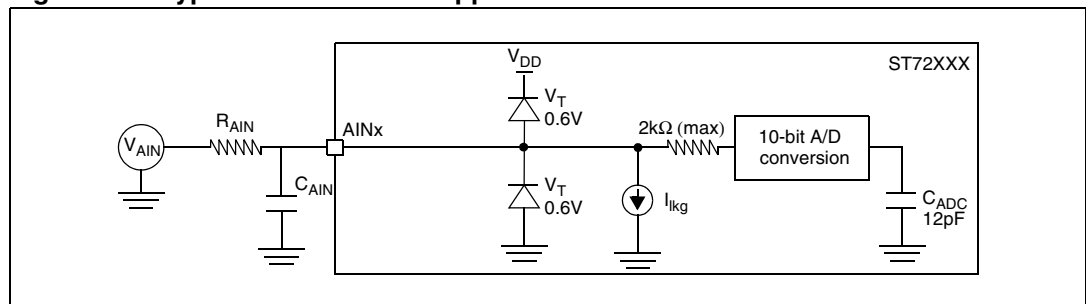 V_DD
ST72XXX
V_T
0.6V
R_AIN
AINx
2kΩ (max)
10-bit A/D
conversion
V_AIN
C_AIN
V_T
0.6V
I_lkg
C_ADC
12pF